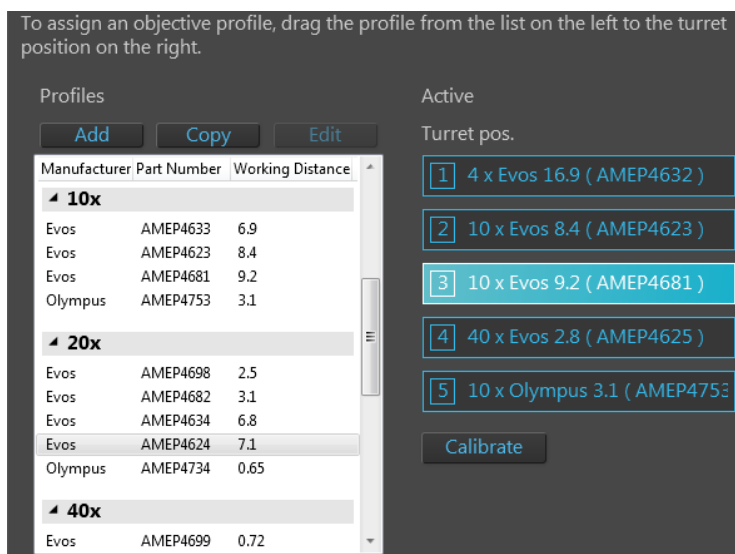 To assign an objective profile, drag the profile from the list on the left to the turret
position on the right.
Profiles
Add Copy Edit
Manufacturer Part Number Working Distance
10x
Evos AMEP4633 6.9
Evos AMEP4623 8.4
Evos AMEP4681 9.2
Olympus AMEP4753 3.1
20x
Evos AMEP4698 2.5
Evos AMEP4682 3.1
Evos AMEP4634 6.8
Evos AMEP4624 7.1
Olympus AMEP4734 0.65
40x
Evos AMEP4699 0.72
Active
Turret pos.
1 4 x Evos 16.9 ( AMEP4632 )
2 10 x Evos 8.4 ( AMEP4623 )
3 10 x Evos 9.2 ( AMEP4681 )
4 40 x Evos 2.8 ( AMEP4625 )
5 10 x Olympus 3.1 ( AMEP4753
Calibrate